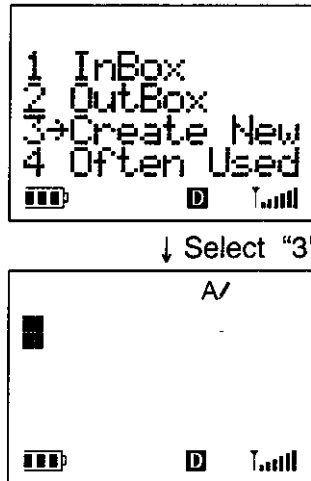 1 InBox
2 OutBox
3→Create New
4 Often Used
D
↓ Select "3"
A/
D